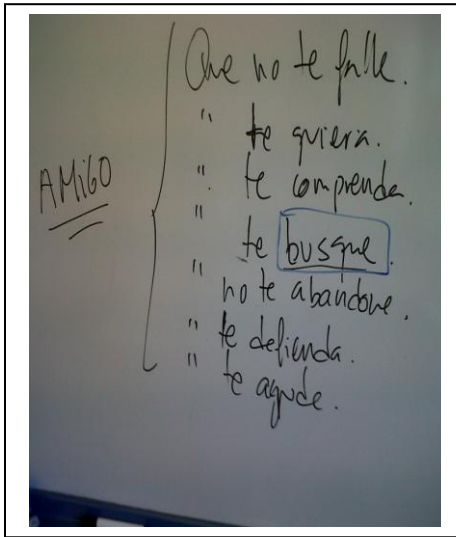 AMiGO
Que no te falle.
" te quiera.
" te comprenda.
" te busque.
" no te abandone.
" te defienda.
" te ayude.